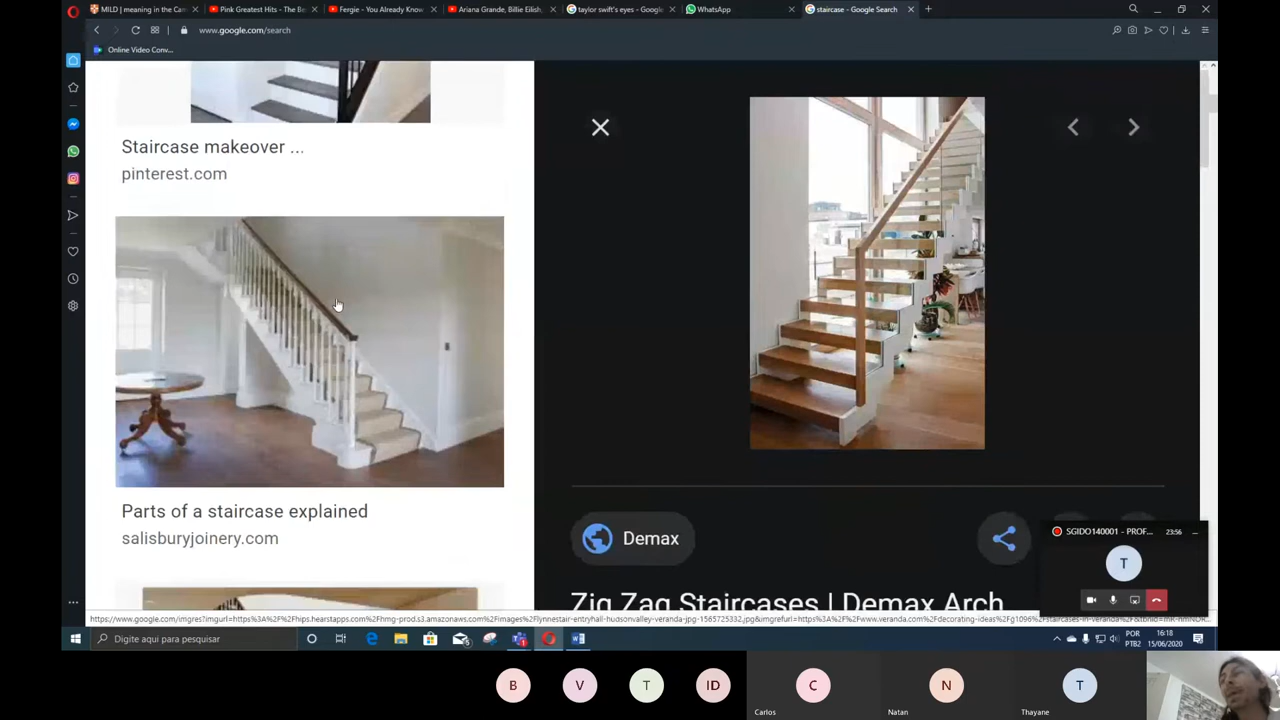 MILD | meaning in the Cam
Pink Greatest Hits - The Be
Fergie - You Already Know
Ariana Grande, Billie Eilish,
taylor swift's eyes - Google
WhatsApp
staircase - Google Search
www.google.com/search
Online Video Conv...
Staircase makeover ...
pinterest.com
Parts of a staircase explained
salisburyjoinery.com
Demax
Zig Zag Staircases | Demax Arch
SGIDO140001 - PROF...
23:56
T
Digite aqui para pesquisar
POR
PTB2
16:18
15/06/2020
B
V
T
ID
C
Carlos
N
Natan
T
Thayane